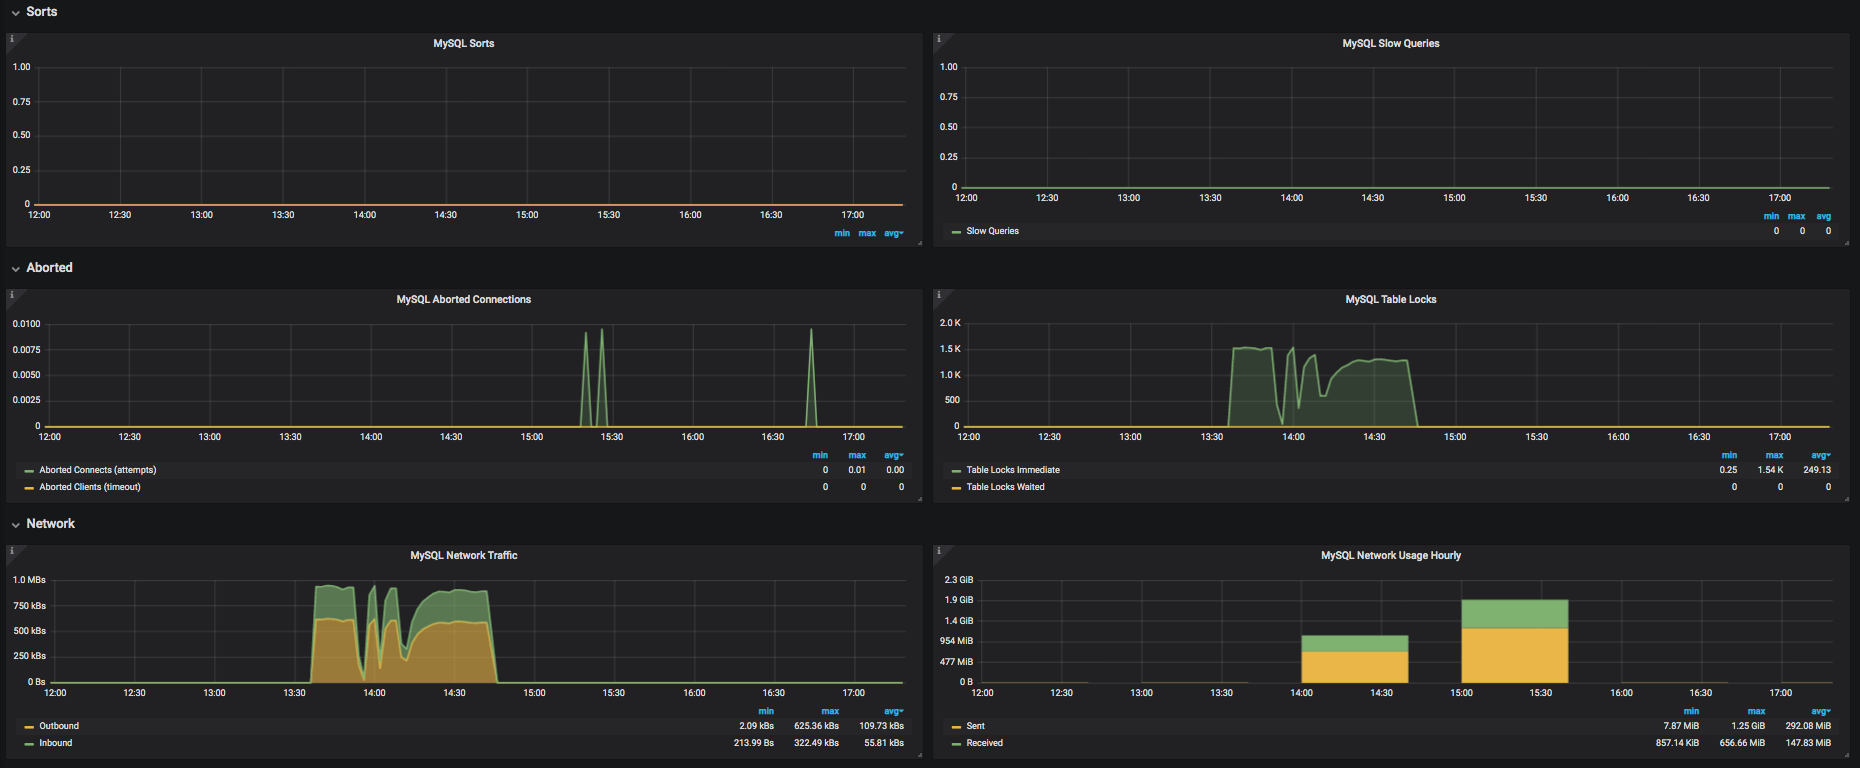 Sorts
MySQL Sorts
1.00
0.75
0.50
0.25
0
12:00 12:30 13:00 13:30 14:00 14:30 15:00 15:30 16:00 16:30 17:00
min max avg
MySQL Slow Queries
1.00
0.75
0.50
0.25
0
12:00 12:30 13:00 13:30 14:00 14:30 15:00 15:30 16:00 16:30 17:00
min max avg
Slow Queries 0 0 0
Aborted
MySQL Aborted Connections
0.0100
0.0075
0.0050
0.0025
0
12:00 12:30 13:00 13:30 14:00 14:30 15:00 15:30 16:00 16:30 17:00
min max avg
Aborted Connects (attempts) 0 0.01 0.00
Aborted Clients (timeout) 0 0 0
MySQL Table Locks
2.0 K
1.5 K
1.0 K
500
0
12:00 12:30 13:00 13:30 14:00 14:30 15:00 15:30 16:00 16:30 17:00
min max avg
Table Locks Immediate 0.25 1.54 K 249.13
Table Locks Waited 0 0 0
Network
MySQL Network Traffic
1.0 MBs
750 kBs
500 kBs
250 kBs
0 Bs
12:00 12:30 13:00 13:30 14:00 14:30 15:00 15:30 16:00 16:30 17:00
min max avg
Outbound 2.09 kBs 625.36 kBs 109.73 kBs
Inbound 213.99 Bs 322.49 kBs 55.81 kBs
MySQL Network Usage Hourly
2.3 GiB
1.9 GiB
1.4 GiB
954 MiB
477 MiB
0 B
12:00 12:30 13:00 13:30 14:00 14:30 15:00 15:30 16:00 16:30 17:00
min max avg
Sent 7.87 MiB 1.25 GiB 292.08 MiB
Received 857.14 KiB 656.66 MiB 147.83 MiB